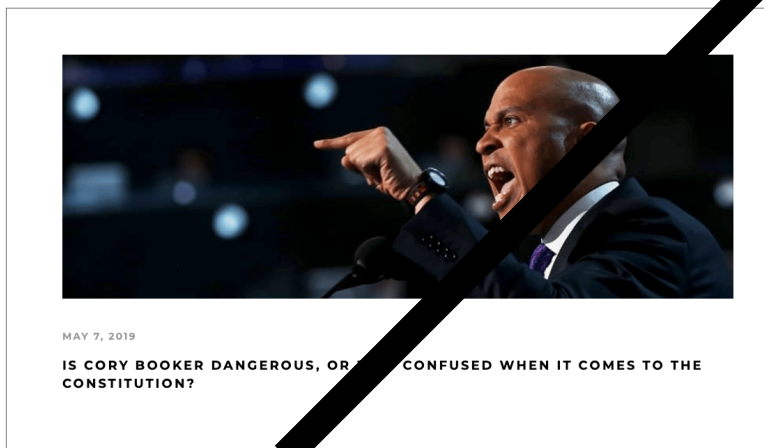 MAY 7, 2019
IS CORY BOOKER DANGEROUS, OR CONFUSED WHEN IT COMES TO THE
CONSTITUTION?